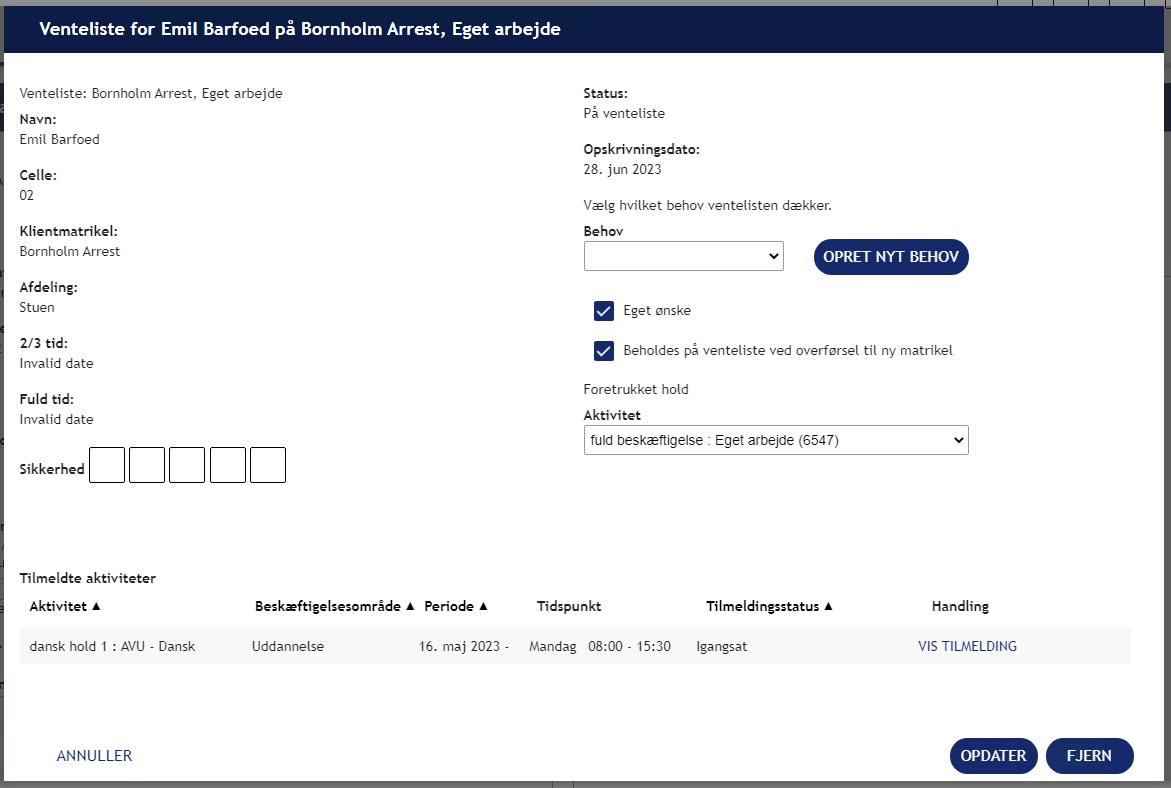 Venteliste for Emil Barfoed på Bornholm Arrest, Eget arbejde
Venteliste: Bornholm Arrest, Eget arbejde
Navn:
Emil Barfoed
Celle:
02
Klientmatrikel:
Bornholm Arrest
Afdeling:
Stuen
2/3 tid:
Invalid date
Fuld tid:
Invalid date
Sikkerhed
Status:
På venteliste
Opskrivningsdato:
28. jun 2023
Vælg hvilket behov ventelisten dækker.
Behov
OPRET NYT BEHOV
Eget ønske
Beholdes på venteliste ved overførsel til ny matrikel
Foretrukket hold
Aktivitet
fuld beskæftigelse : Eget arbejde (6547)
Tilmeldte aktiviteter
Aktivitet ▲ Beskæftigelsesområde ▲ Periode ▲ Tidspunkt Tilmeldingsstatus ▲ Handling
dansk hold 1 : AVU - Dansk Uddannelse 16. maj 2023 - Mandag 08:00 - 15:30 Igangsat VIS TILMELDING
ANNULLER OPDATER FJERN